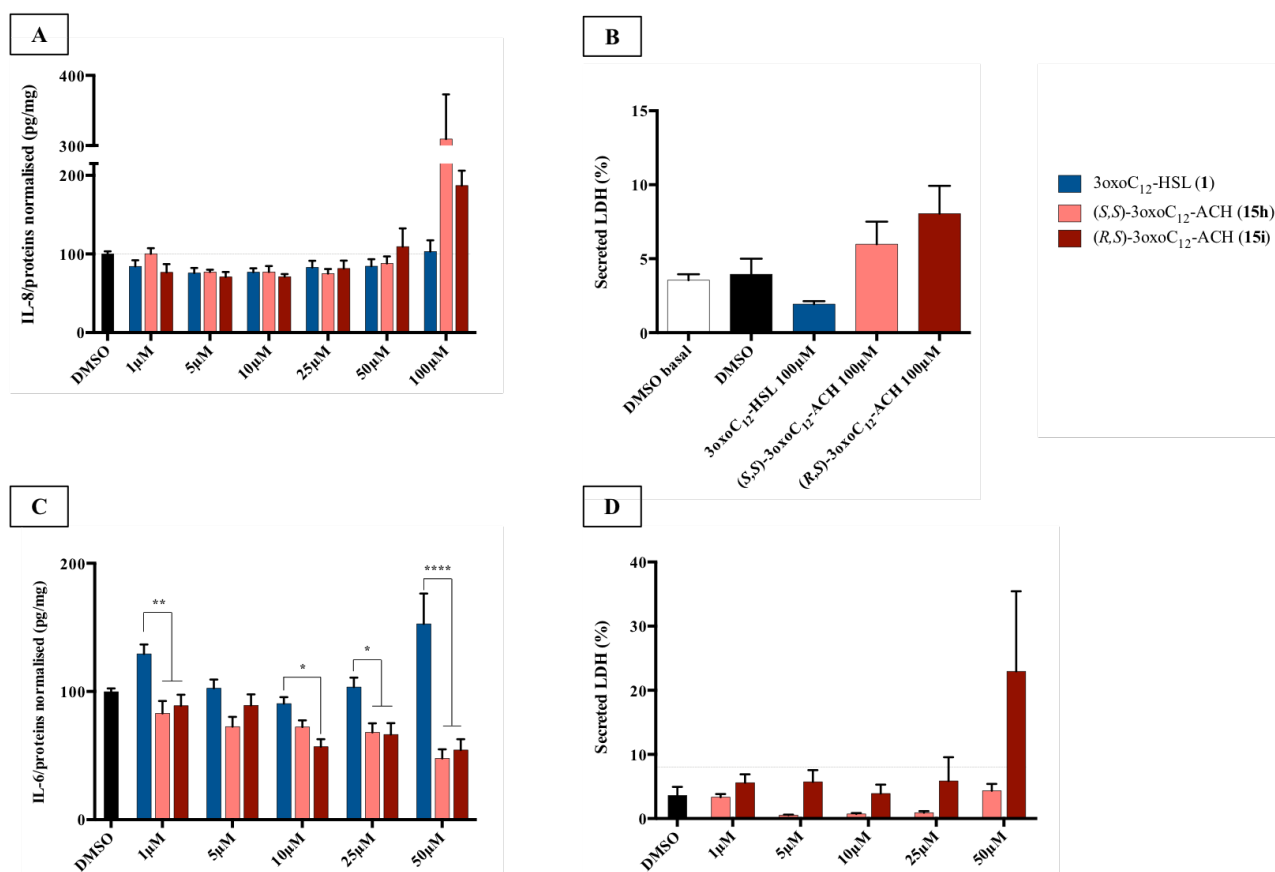 A
IL-8/proteins normalised (pg/mg)
400
300
200
100
0
DMSO
1μM
5μM
10μM
25μM
50μM
100μM
B
Secreted LDH (%)
15
10
5
0
DMSO basal
DMSO
3oxoC12-HSL 100μM
(S,S)-3oxoC12-ACH 100μM
(R,S)-3oxoC12-ACH 100μM
3oxoC12-HSL (1)
(S,S)-3oxoC12-ACH (15h)
(R,S)-3oxoC12-ACH (15i)
C
IL-6/proteins normalised (pg/mg)
200
100
0
**
*
*
****
DMSO
1μM
5μM
10μM
25μM
50μM
D
Secreted LDH (%)
40
30
20
10
0
DMSO
1μM
5μM
10μM
25μM
50μM